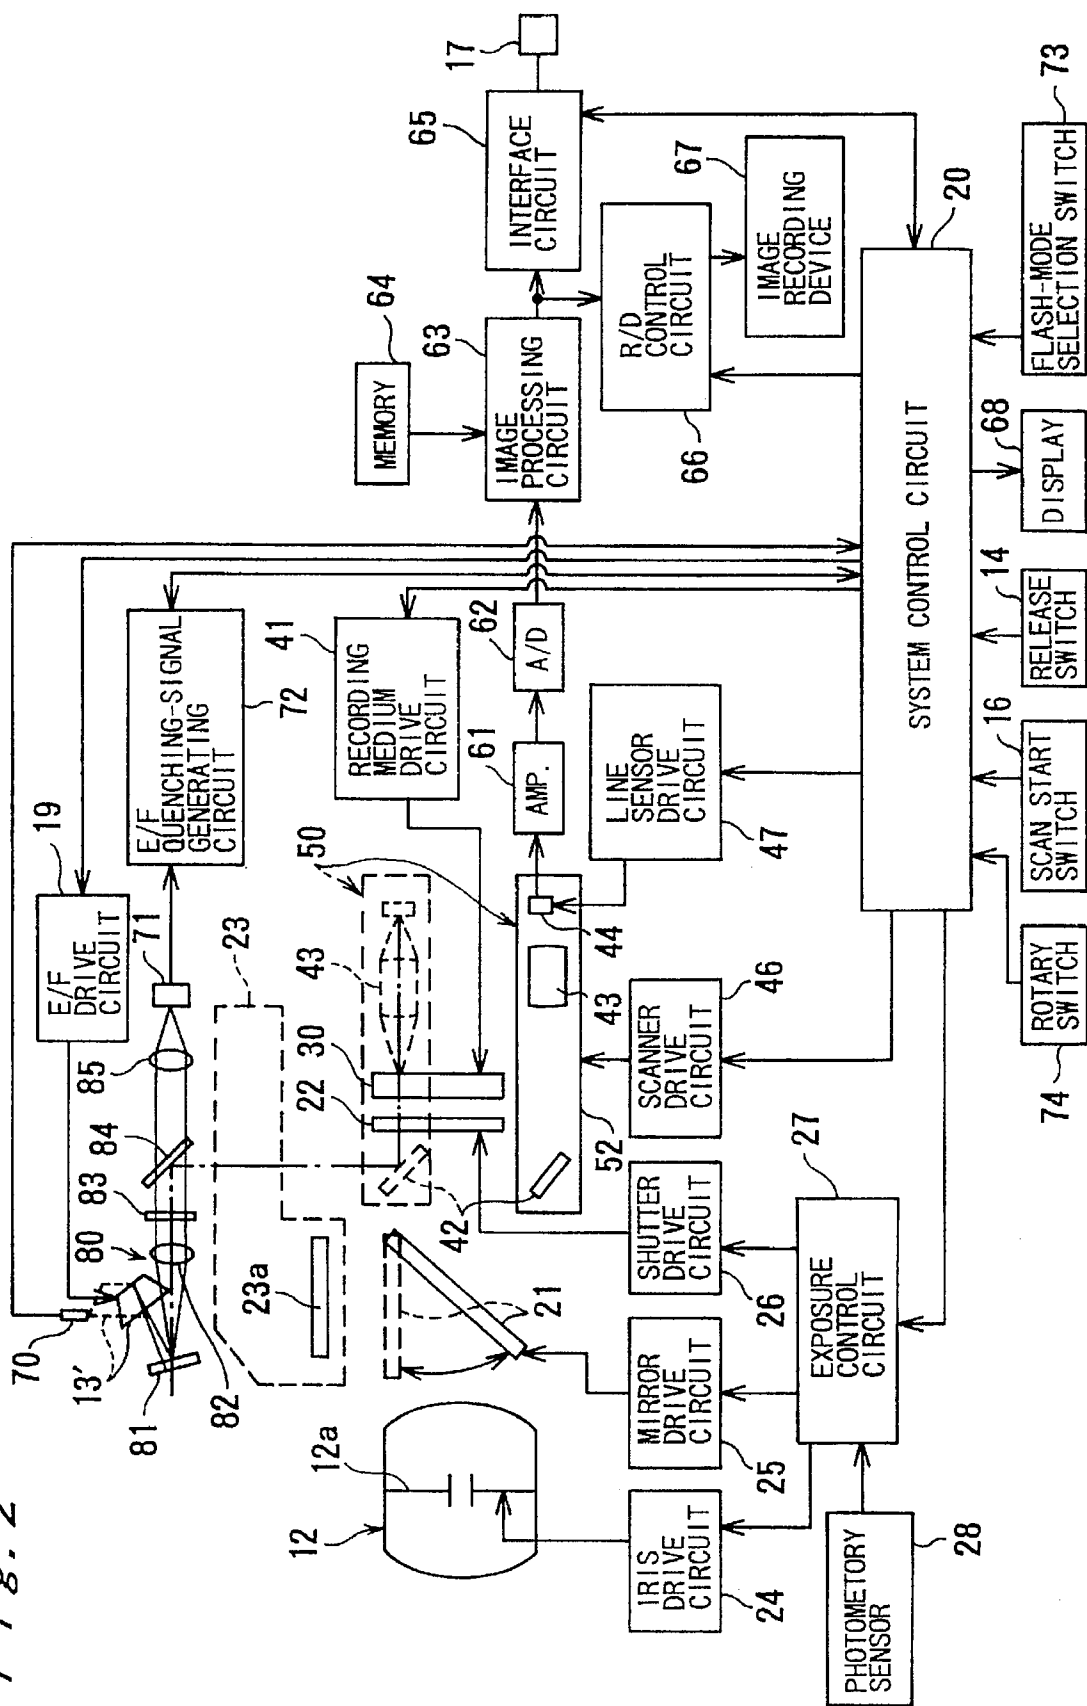 Fig. 2
17
65
INTERFACE
CIRCUIT
73
FLASH-MODE
SELECTION SWITCH
67
IMAGE
RECORDING
DEVICE
20
64
MEMORY
63
IMAGE
PROCESSING
CIRCUIT
R/D
CONTROL
CIRCUIT
66
SYSTEM CONTROL CIRCUIT
68
DISPLAY
14
RELEASE
SWITCH
16
SCAN START
SWITCH
ROTARY
SWITCH
74
19
E/F
DRIVE
CIRCUIT
E/F
QUENCHING-SIGNAL
GENERATING
CIRCUIT
72
41
RECORDING
MEDIUM
DRIVE
CIRCUIT
62
A/D
61
AMP.
LINE
SENSOR
DRIVE
CIRCUIT
47
71
23
50
43
44
43
46
SCANNER
DRIVE
CIRCUIT
85
84
83
80
30
22
52
42
27
EXPOSURE
CONTROL
CIRCUIT
SHUTTER
DRIVE
CIRCUIT
26
70
13'
81
82
23a
21
MIRROR
DRIVE
CIRCUIT
25
12
12a
IRIS
DRIVE
CIRCUIT
24
28
PHOTOMETORY
SENSOR